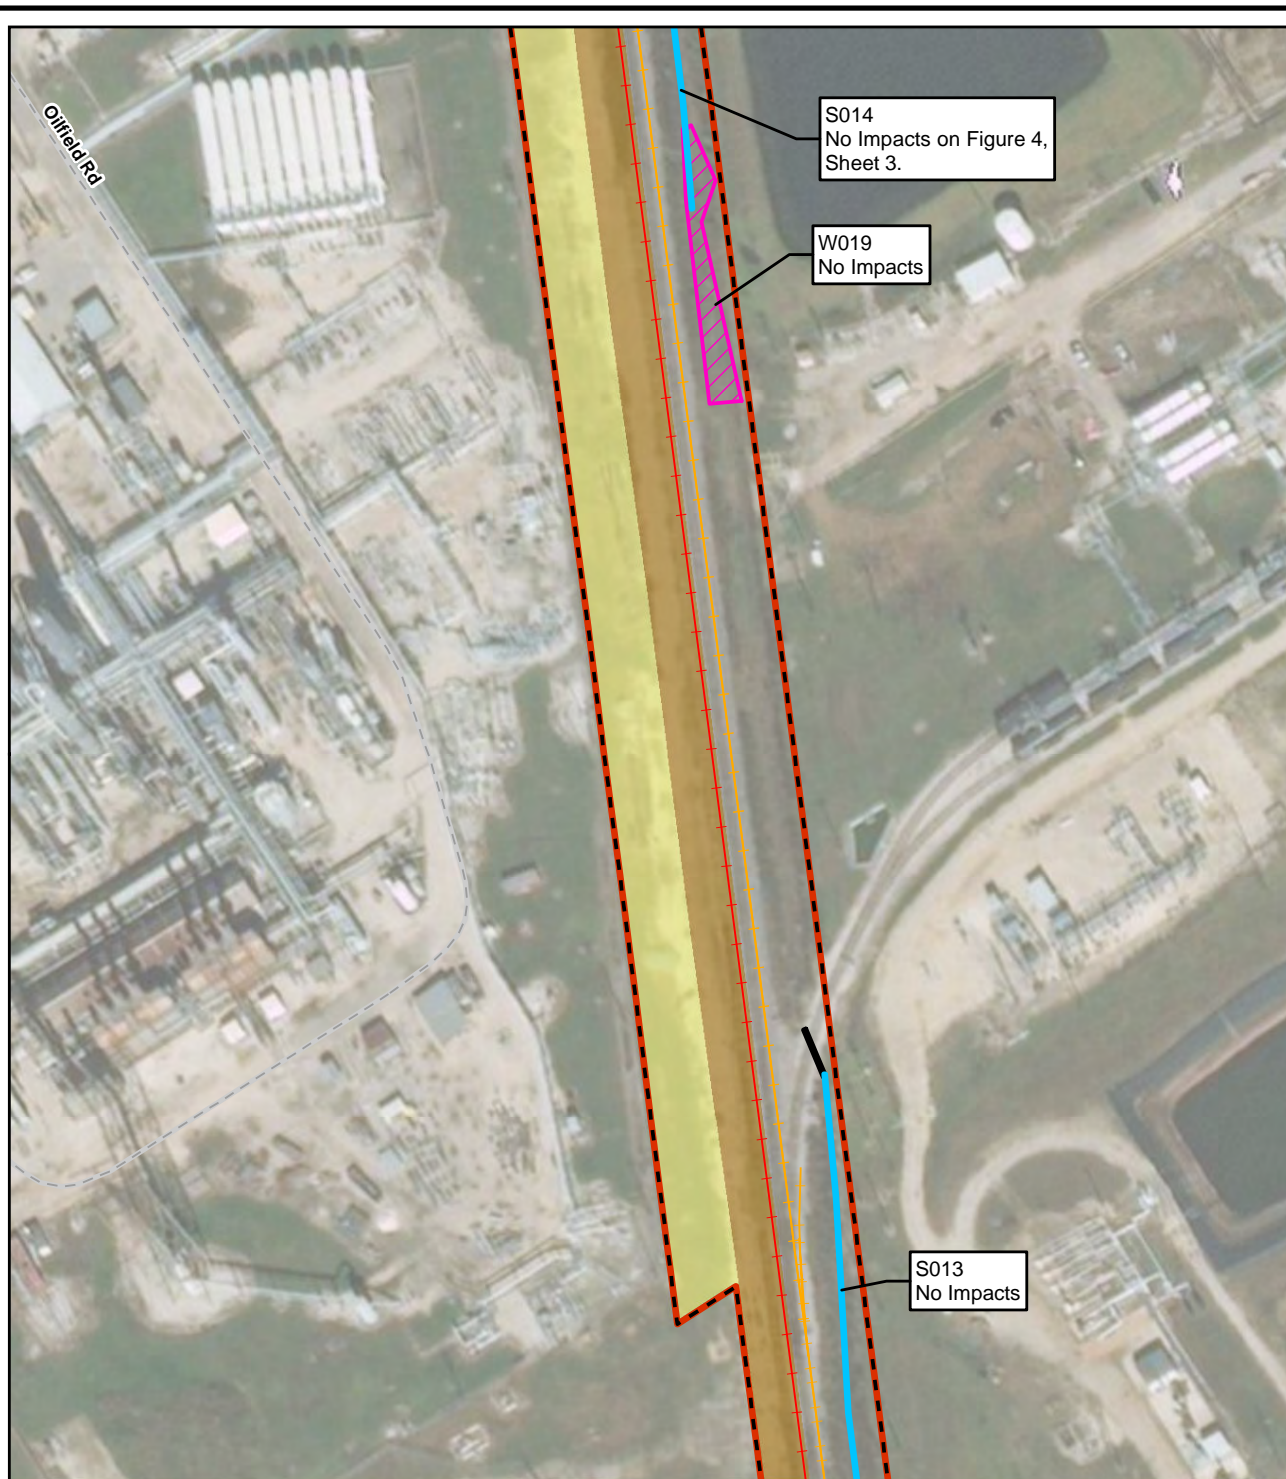 Oilfield Rd
S014
No Impacts on Figure 4,
Sheet 3.
W019
No Impacts
S013
No Impacts